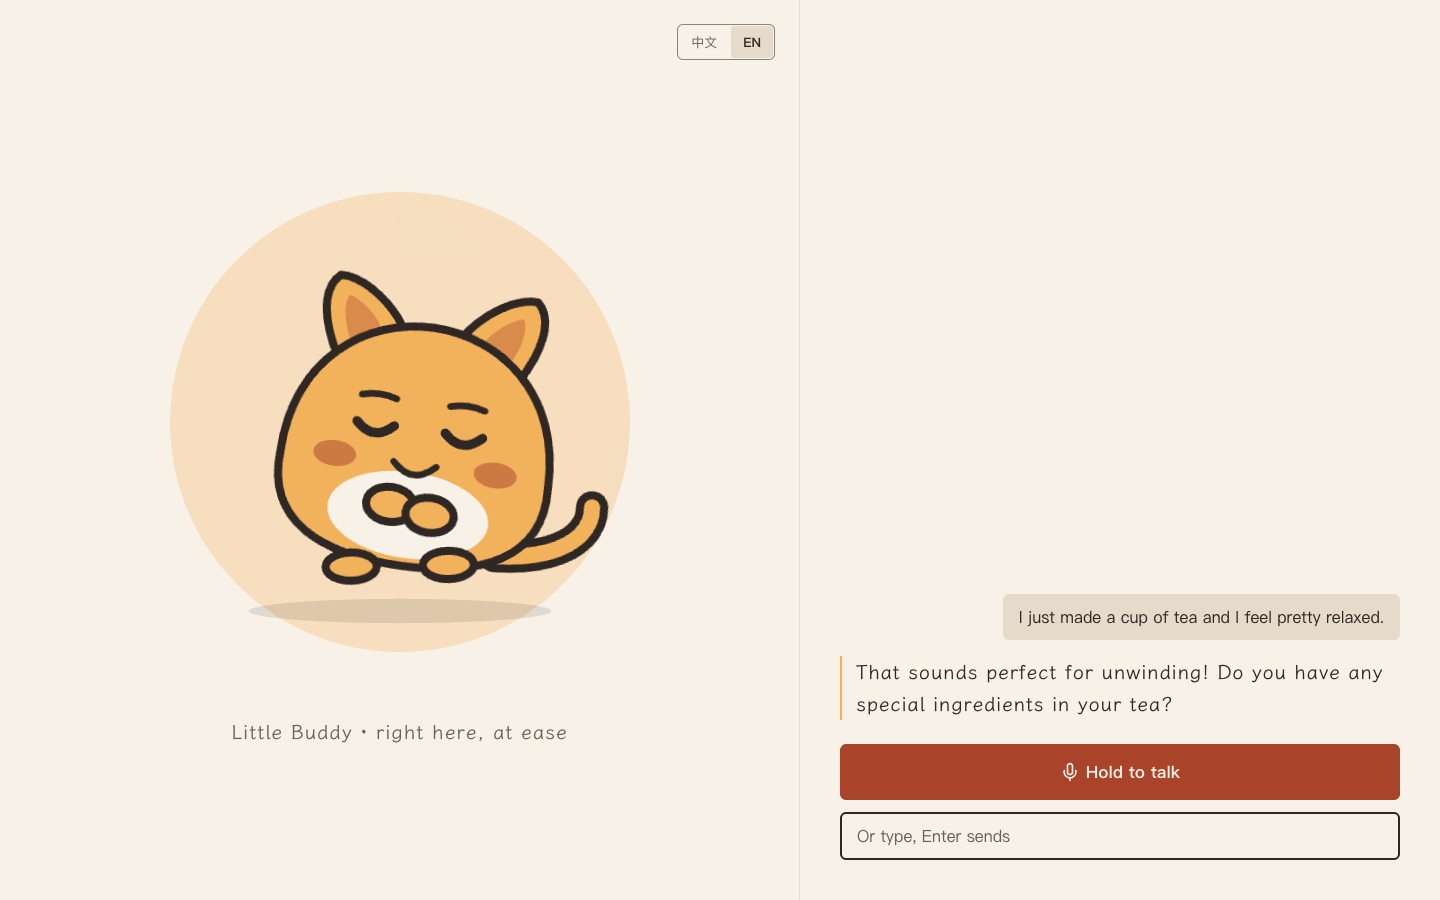 中文 EN
I just made a cup of tea and I feel pretty relaxed.
That sounds perfect for unwinding! Do you have any
special ingredients in your tea?
Little Buddy • right here, at ease
Hold to talk
Or type, Enter sends